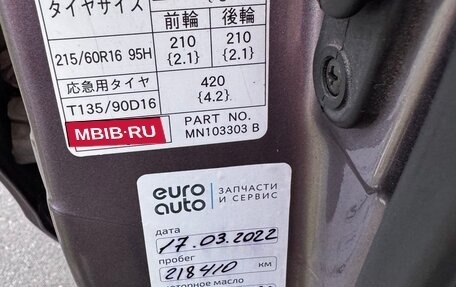 タイヤサイズ
前輪 後輪
215/60R16 95H 210 {2.1} 210 {2.1}
応急用タイヤ
T135/90D16 420 {4.2}
MBIB·RU PART NO.
MN103303 B
euro auto ЗАПЧАСТИ И СЕРВИС
дата
17.03.2022
пробег
218410 км
моторное масло